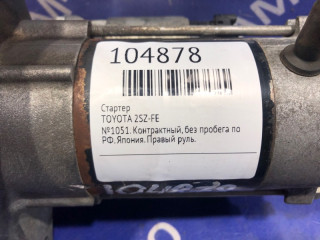 104878
Стартер
TOYOTA 2SZ-FE
№1051. Контрактный, без пробега по
РФ. Япония. Правый руль.